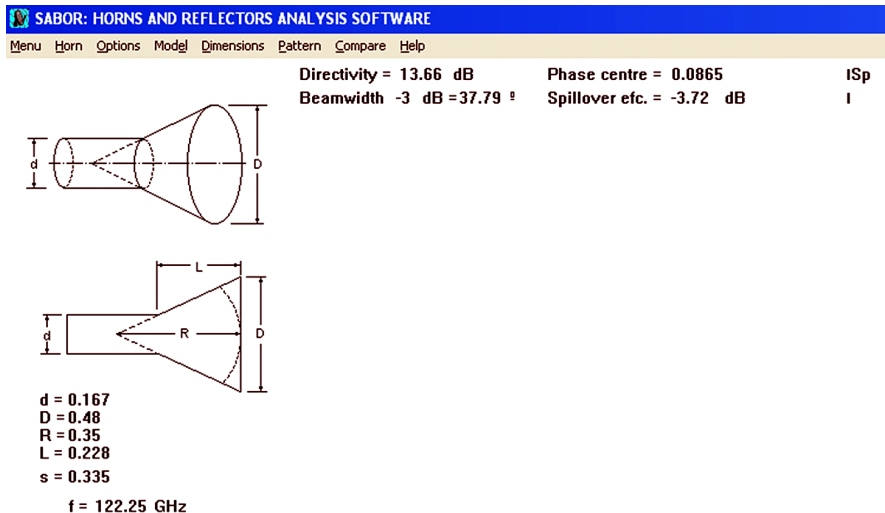 SABOR: HORNS AND REFLECTORS ANALYSIS SOFTWARE
Menu Horn Options Model Dimensions Pattern Compare Help
Directivity = 13.66 dB Phase centre = 0.0865 ISp
Beamwidth -3 dB =37.79 º Spillover efc. = -3.72 dB I
d D
L
d R D
d = 0.167
D =0.48
R =0.35
L = 0.228
s = 0.335
f = 122.25 GHz